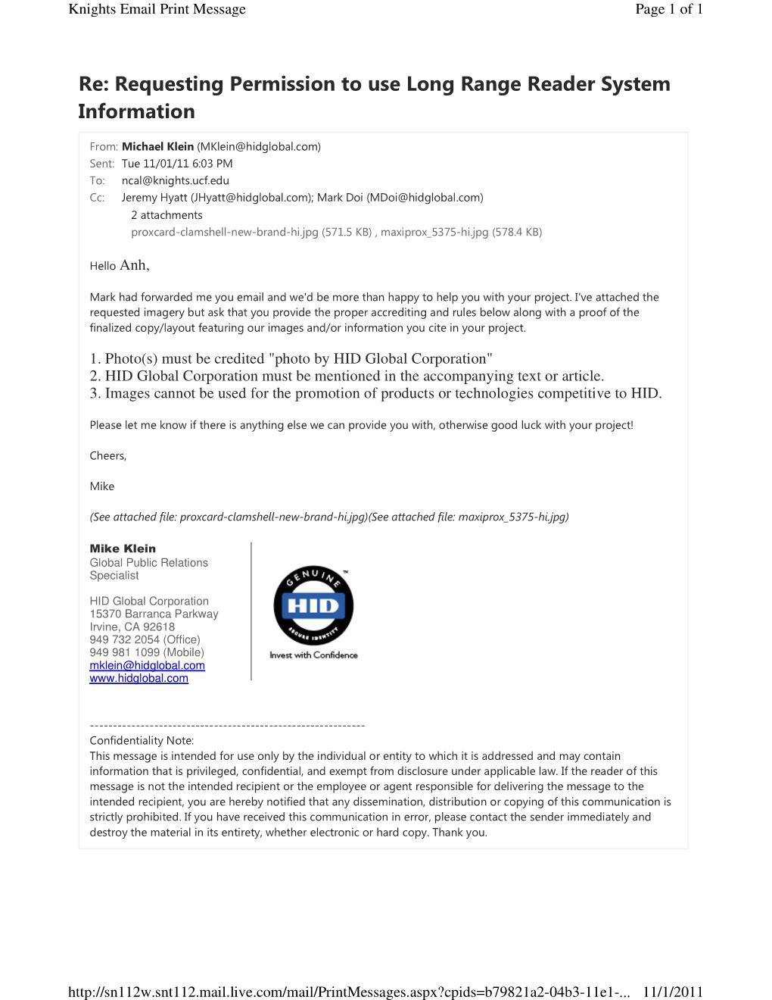 Knights Email Print Message Page 1 of 1
Re: Requesting Permission to use Long Range Reader System
Information
From: Michael Klein (MKlein@hidglobal.com)
Sent: Tue 11/01/11 6:03 PM
To: ncal@knights.ucf.edu
Cc: Jeremy Hyatt (JHyatt@hidglobal.com); Mark Doi (MDoi@hidglobal.com)
2 attachments
proxcard-clamshell-new-brand-hi.jpg (571.5 KB) , maxiprox_5375-hi.jpg (578.4 KB)
Hello Anh,
Mark had forwarded me you email and we'd be more than happy to help you with your project. I've attached the
requested imagery but ask that you provide the proper accrediting and rules below along with a proof of the
finalized copy/layout featuring our images and/or information you cite in your project.
1. Photo(s) must be credited "photo by HID Global Corporation"
2. HID Global Corporation must be mentioned in the accompanying text or article.
3. Images cannot be used for the promotion of products or technologies competitive to HID.
Please let me know if there is anything else we can provide you with, otherwise good luck with your project!
Cheers,
Mike
(See attached file: proxcard-clamshell-new-brand-hi.jpg)(See attached file: maxiprox_5375-hi.jpg)
Mike Klein
Global Public Relations
Specialist
HID Global Corporation
15370 Barranca Parkway
Irvine, CA 92618
949 732 2054 (Office)
949 981 1099 (Mobile)
mklein@hidglobal.com
www.hidglobal.com
GENUINE ™
HID
SECURE IDENTITY
Invest with Confidence
------------------------------------------------------------
Confidentiality Note:
This message is intended for use only by the individual or entity to which it is addressed and may contain
information that is privileged, confidential, and exempt from disclosure under applicable law. If the reader of this
message is not the intended recipient or the employee or agent responsible for delivering the message to the
intended recipient, you are hereby notified that any dissemination, distribution or copying of this communication is
strictly prohibited. If you have received this communication in error, please contact the sender immediately and
destroy the material in its entirety, whether electronic or hard copy. Thank you.
http://sn112w.snt112.mail.live.com/mail/PrintMessages.aspx?cpids=b79821a2-04b3-11e1-... 11/1/2011